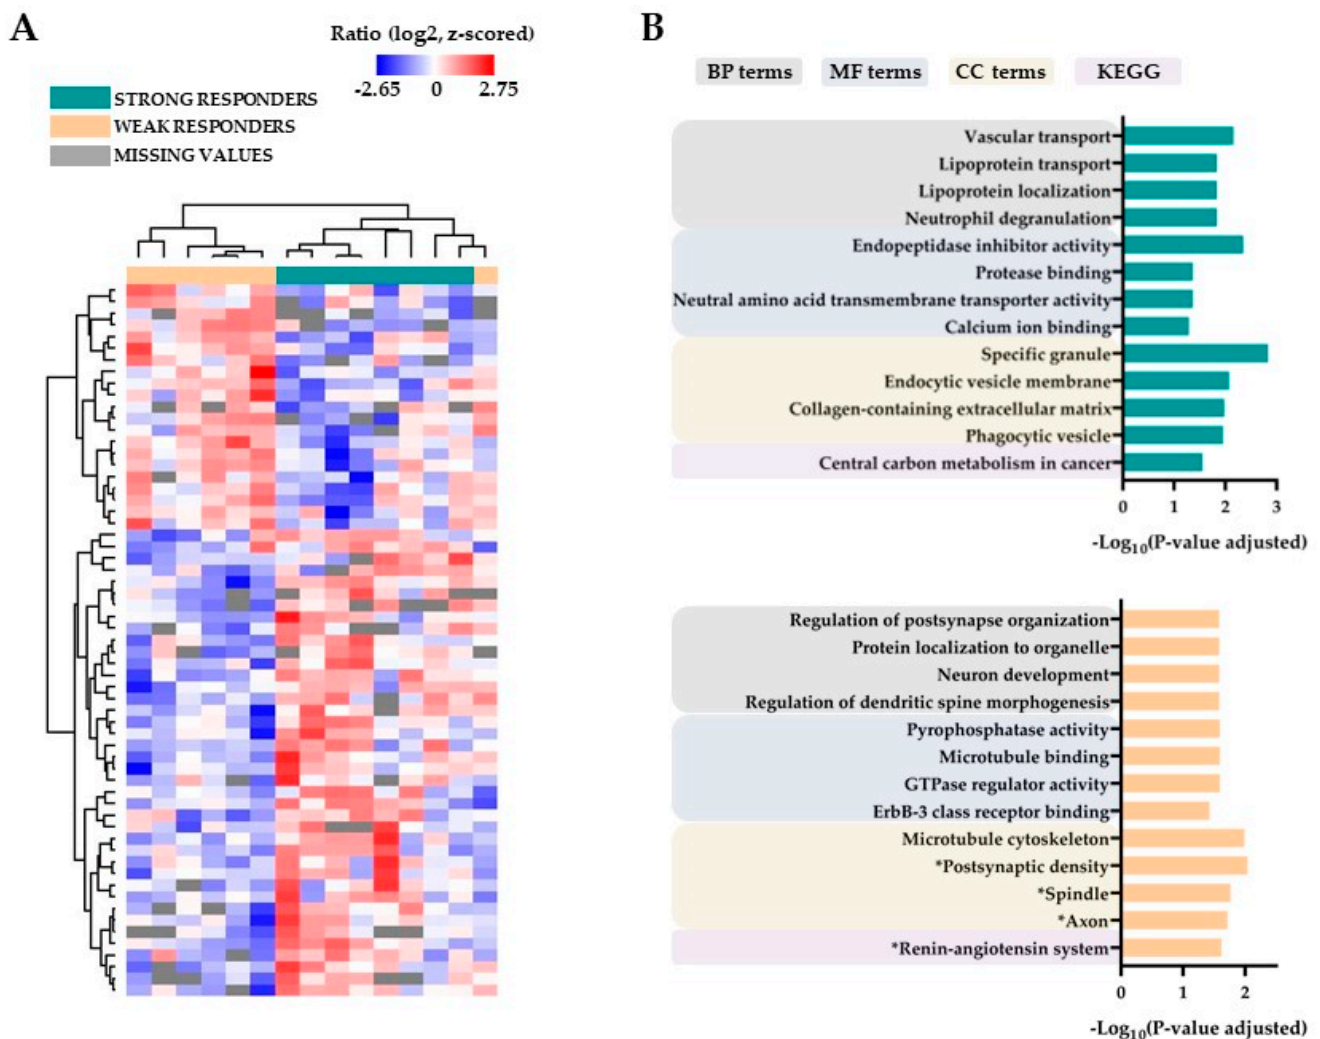 A
Ratio (log2, z-scored)
-2.65 0 2.75
STRONG RESPONDERS
WEAK RESPONDERS
MISSING VALUES
B
BP terms MF terms CC terms KEGG
Vascular transport
Lipoprotein transport
Lipoprotein localization
Neutrophil degranulation
Endopeptidase inhibitor activity
Protease binding
Neutral amino acid transmembrane transporter activity
Calcium ion binding
Specific granule
Endocytic vesicle membrane
Collagen-containing extracellular matrix
Phagocytic vesicle
Central carbon metabolism in cancer
0 1 2 3
-Log10(P-value adjusted)
Regulation of postsynapse organization
Protein localization to organelle
Neuron development
Regulation of dendritic spine morphogenesis
Pyrophosphatase activity
Microtubule binding
GTPase regulator activity
ErbB-3 class receptor binding
Microtubule cytoskeleton
*Postsynaptic density
*Spindle
*Axon
*Renin-angiotensin system
0 1 2
-Log10(P-value adjusted)